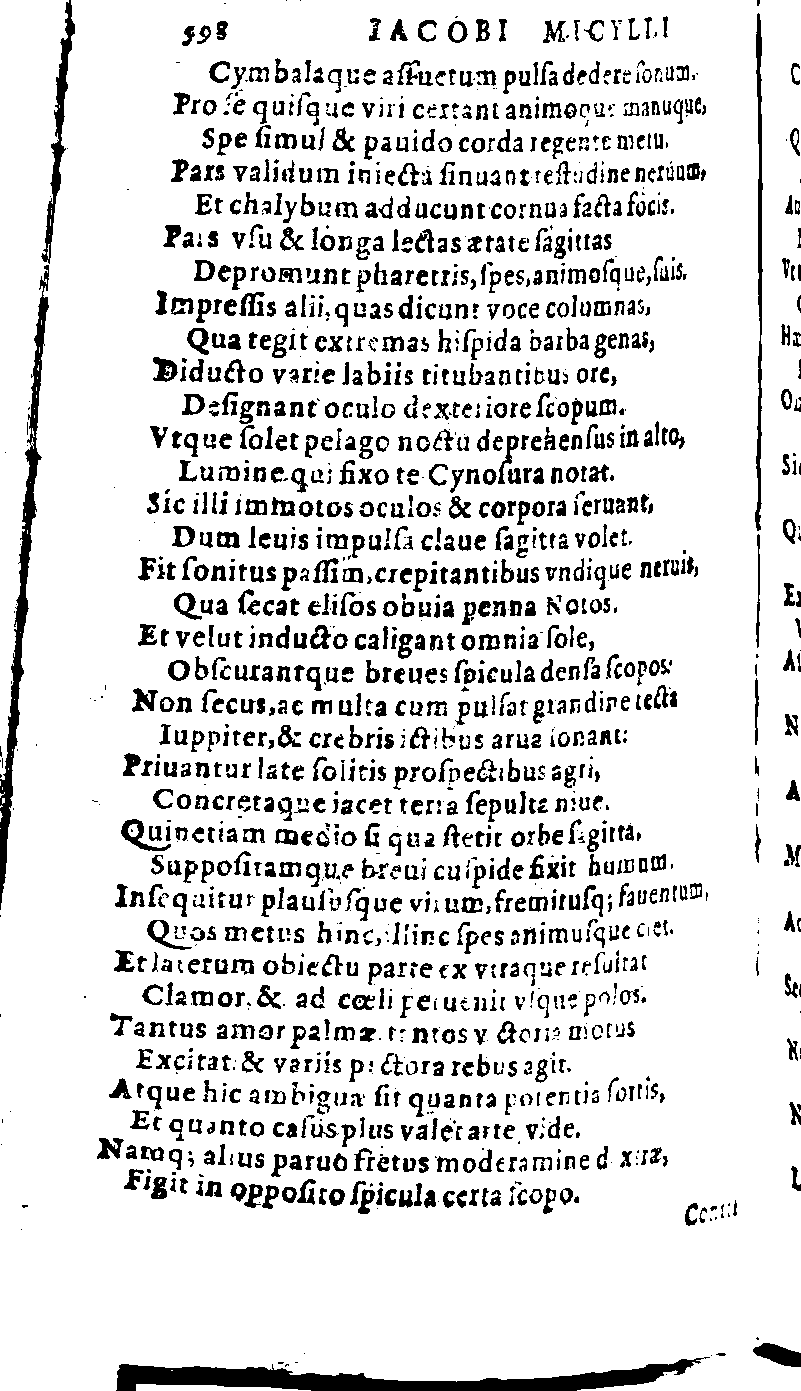 598 IACOBI MICYLLI
Cymbalaque assuetum pulsa dedere sonum.
Pro se quisque viri certant animoque manuque,
Spe simul & pauido corda regente metu.
Pars validum iniecta sinuant testudine neruum,
Et chalybum adducunt cornua facta focis.
Pars vsu & longa lectas ætate sagittas
Depromunt pharetris, spes, animosque, suis.
Impressis alii, quas dicunt voce columnas,
Qua tegit extremas hispida barba genas,
Diducto varie labiis titubantibus ore,
Designant oculo dexteriore scopum.
Vtque solet pelago noctu deprehensus in alto,
Lumine qui fixo te Cynosura notat.
Sic illi immotos oculos & corpora seruant,
Dum leuis impulsa claue sagitta volet.
Fit sonitus passim, crepitantibus vndique neruis,
Qua secat elisos obuia penna Notos.
Et velut inducto caligant omnia sole,
Obscurantque breues spicula densa scopos:
Non secus, ac multa cum pulsat grandine tecta
Iuppiter, & crebris ictibus arua sonant:
Priuantur late solitis prospectibus agri,
Concretaque iacet terra sepulta niue.
Quinetiam medio si qua stetit orbe sagitta,
Suppositamque breui cuspide fixit humum.
Insequitur plaususque virum, fremitusq; fauentum,
Quos metus hinc, illinc spes animusque ciet.
Et laterum obiectu parte ex vtraque resultat
Clamor, & ad cœli peruenit vsque polos.
Tantus amor palmæ, tantos victoria motus
Excitat: & variis pectora rebus agit.
Atque hic ambiguæ sit quanta potentia sortis,
Et quanto casus plus valet arte, vide.
Namq; alius paruo fretus moderamine dextræ,
Figit in opposito spicula certa scopo.